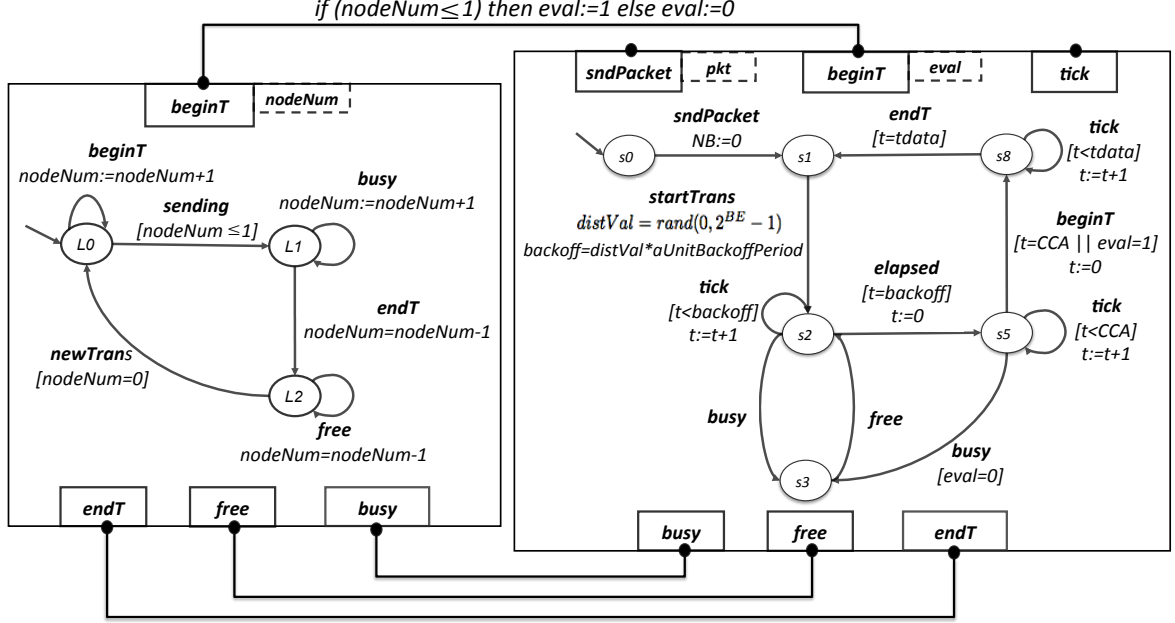 if (nodeNum≤1) then eval:=1 else eval:=0
beginT
nodeNum
beginT
nodeNum:=nodeNum+1
sending
[nodeNum ≤1]
busy
nodeNum:=nodeNum+1
L0
L1
endT
nodeNum=nodeNum-1
newTrans
[nodeNum=0]
L2
free
nodeNum=nodeNum-1
endT
free
busy
sndPacket
pkt
beginT
eval
tick
sndPacket
NB:=0
endT
[t=tdata]
s0
s1
s8
tick
[t<tdata]
t:=t+1
startTrans
distVal = rand(0, 2^{BE} − 1)
backoff=distVal*aUnitBackoffPeriod
beginT
[t=CCA || eval=1]
t:=0
tick
[t<backoff]
t:=t+1
elapsed
[t=backoff]
t:=0
s2
s5
tick
[t<CCA]
t:=t+1
busy
free
busy
[eval=0]
s3
busy
free
endT